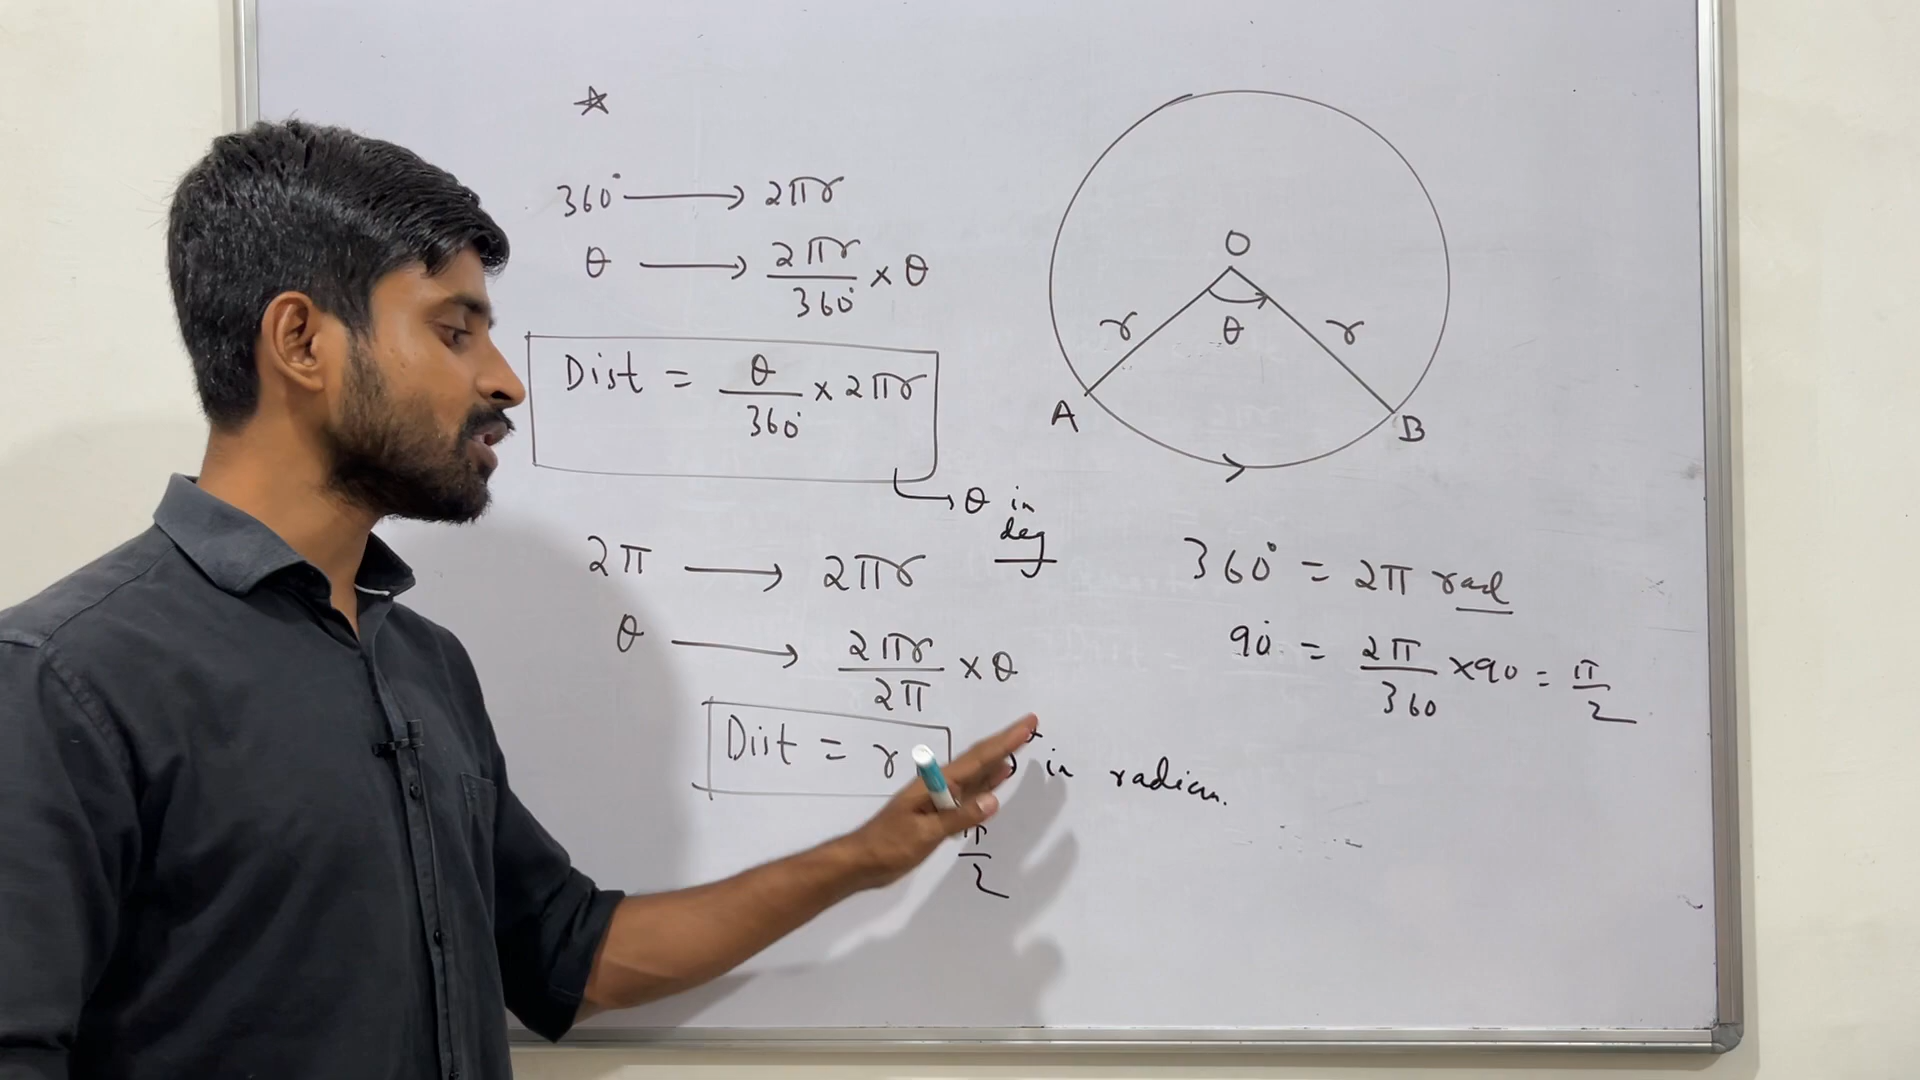 360° → 2πr
θ → 2πr/360° × θ
Dist = θ/360° × 2πr
θ in
deg
2π → 2πr
θ → 2πr/2π × θ
Dist = r
in radian.
π/2
O
r θ r
A B
360° = 2π rad
90° = 2π/360 × 90 = π/2